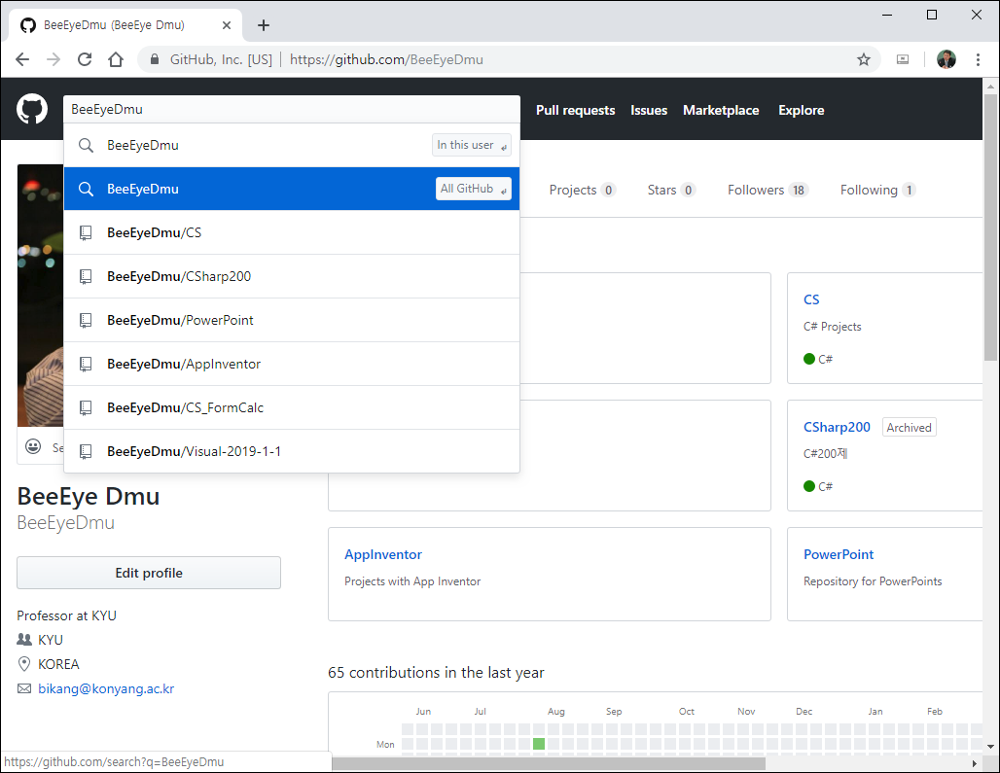 BeeEyeDmu (BeeEye Dmu)
GitHub, Inc. [US] | https://github.com/BeeEyeDmu
BeeEyeDmu
Pull requests Issues Marketplace Explore
BeeEyeDmu In this user
BeeEyeDmu All GitHub
BeeEyeDmu/CS
BeeEyeDmu/CSharp200
BeeEyeDmu/PowerPoint
BeeEyeDmu/AppInventor
BeeEyeDmu/CS_FormCalc
BeeEyeDmu/Visual-2019-1-1
Projects 0 Stars 0 Followers 18 Following 1
CS
C# Projects
C#
CSharp200 Archived
C#200제
C#
Se
BeeEye Dmu
BeeEyeDmu
Edit profile
Professor at KYU
KYU
KOREA
bikang@konyang.ac.kr
AppInventor
Projects with App Inventor
PowerPoint
Repository for PowerPoints
65 contributions in the last year
Jun Jul Aug Sep Oct Nov Dec Jan Feb
Mon
https://github.com/search?q=BeeEyeDmu